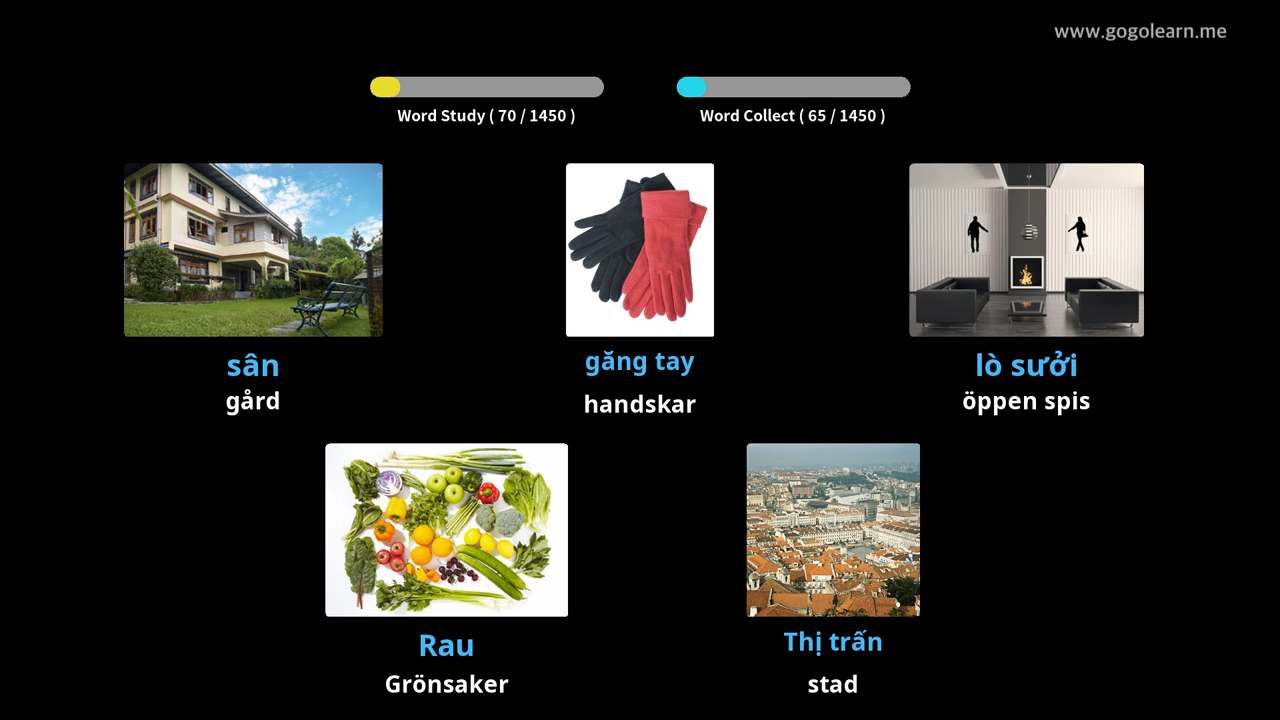 www.gogolearn.me
Word Study ( 70 / 1450 )
Word Collect ( 65 / 1450 )
sân
gård
găng tay
handskar
lò sưởi
öppen spis
Rau
Grönsaker
Thị trấn
stad